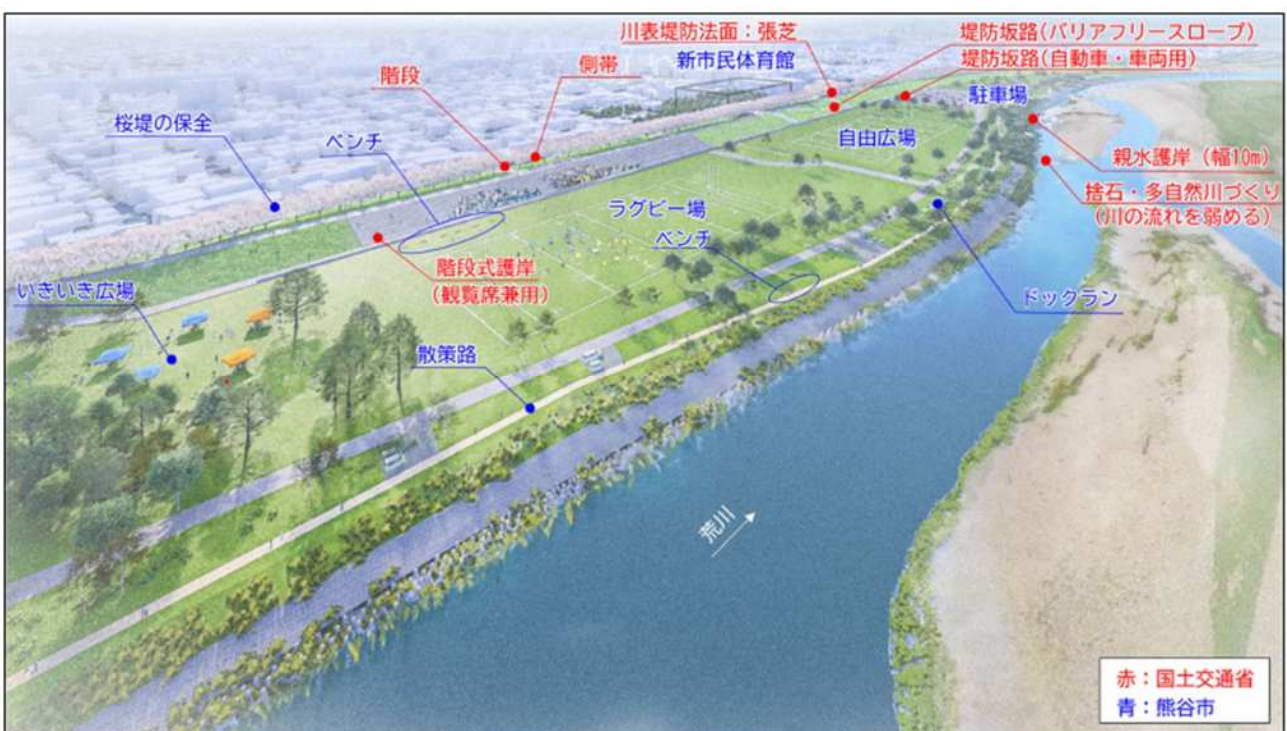 川表堤防法面：張芝
堤防坂路(バリアフリースロープ)
新市民体育館
堤防坂路(自動車・車両用)
階段
側帯
駐車場
桜堤の保全
ベンチ
自由広場
親水護岸（幅10m）
ラグビー場
捨石・多自然川づくり
(川の流れを弱める)
ベンチ
階段式護岸
(観覧席兼用)
いきいき広場
ドックラン
散策路
荒川
赤：国土交通省
青：熊谷市